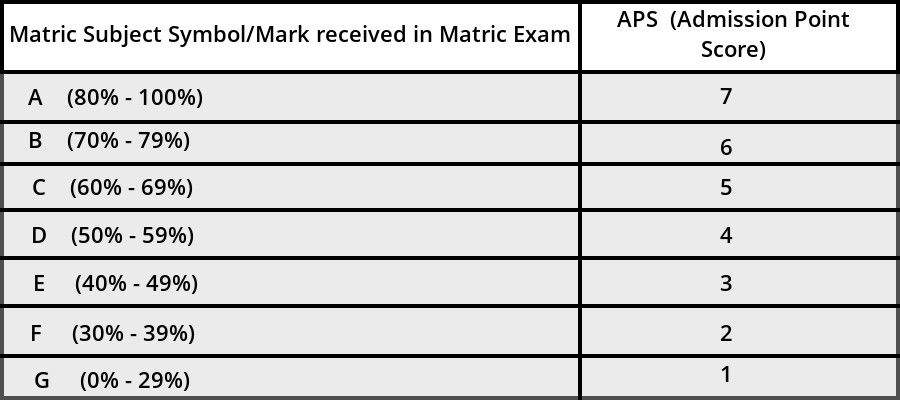 Matric Subject Symbol/Mark received in Matric Exam
APS (Admission Point
Score)
A (80% - 100%)
7
B (70% - 79%)
6
C (60% - 69%)
5
D (50% - 59%)
4
E (40% - 49%)
3
F (30% - 39%)
2
G (0% - 29%)
1